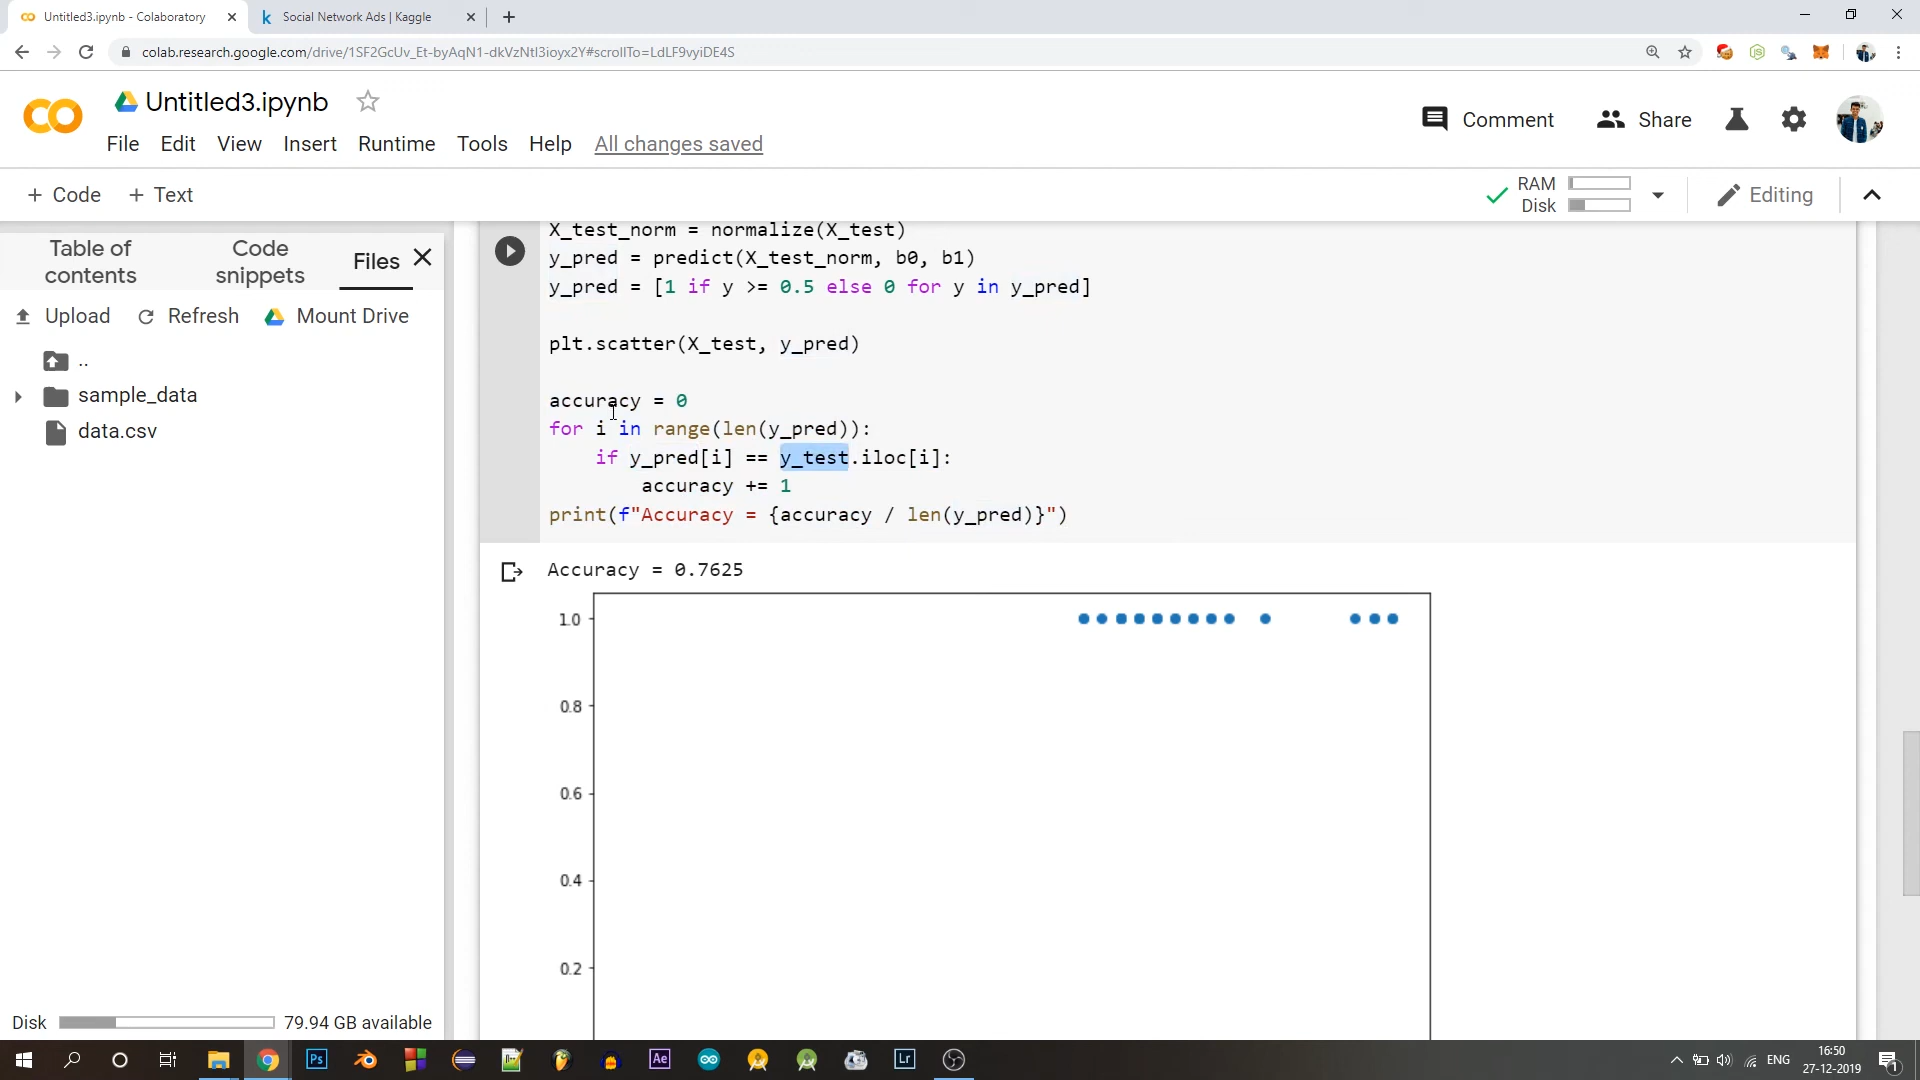 Untitled3.ipynb - Colaboratory
Social Network Ads | Kaggle
colab.research.google.com/drive/1SF2GcUv_Et-byAqN1-dkVzNtI3ioyx2Y#scrollTo=LdLF9vyiDE4S
Untitled3.ipynb
Comment
Share
File Edit View Insert Runtime Tools Help All changes saved
+ Code + Text
RAM
Disk
Editing
Table of contents
Code snippets
Files
Upload Refresh Mount Drive
..
sample_data
data.csv
X_test_norm = normalize(X_test)
y_pred = predict(X_test_norm, b0, b1)
y_pred = [1 if y >= 0.5 else 0 for y in y_pred]
plt.scatter(X_test, y_pred)
accuracy = 0
for i in range(len(y_pred)):
    if y_pred[i] == y_test.iloc[i]:
        accuracy += 1
print(f"Accuracy = {accuracy / len(y_pred)}")
Accuracy = 0.7625
1.0
0.8
0.6
0.4
0.2
Disk 79.94 GB available
Ps
Ae
Lr
ENG
16:50
27-12-2019
1